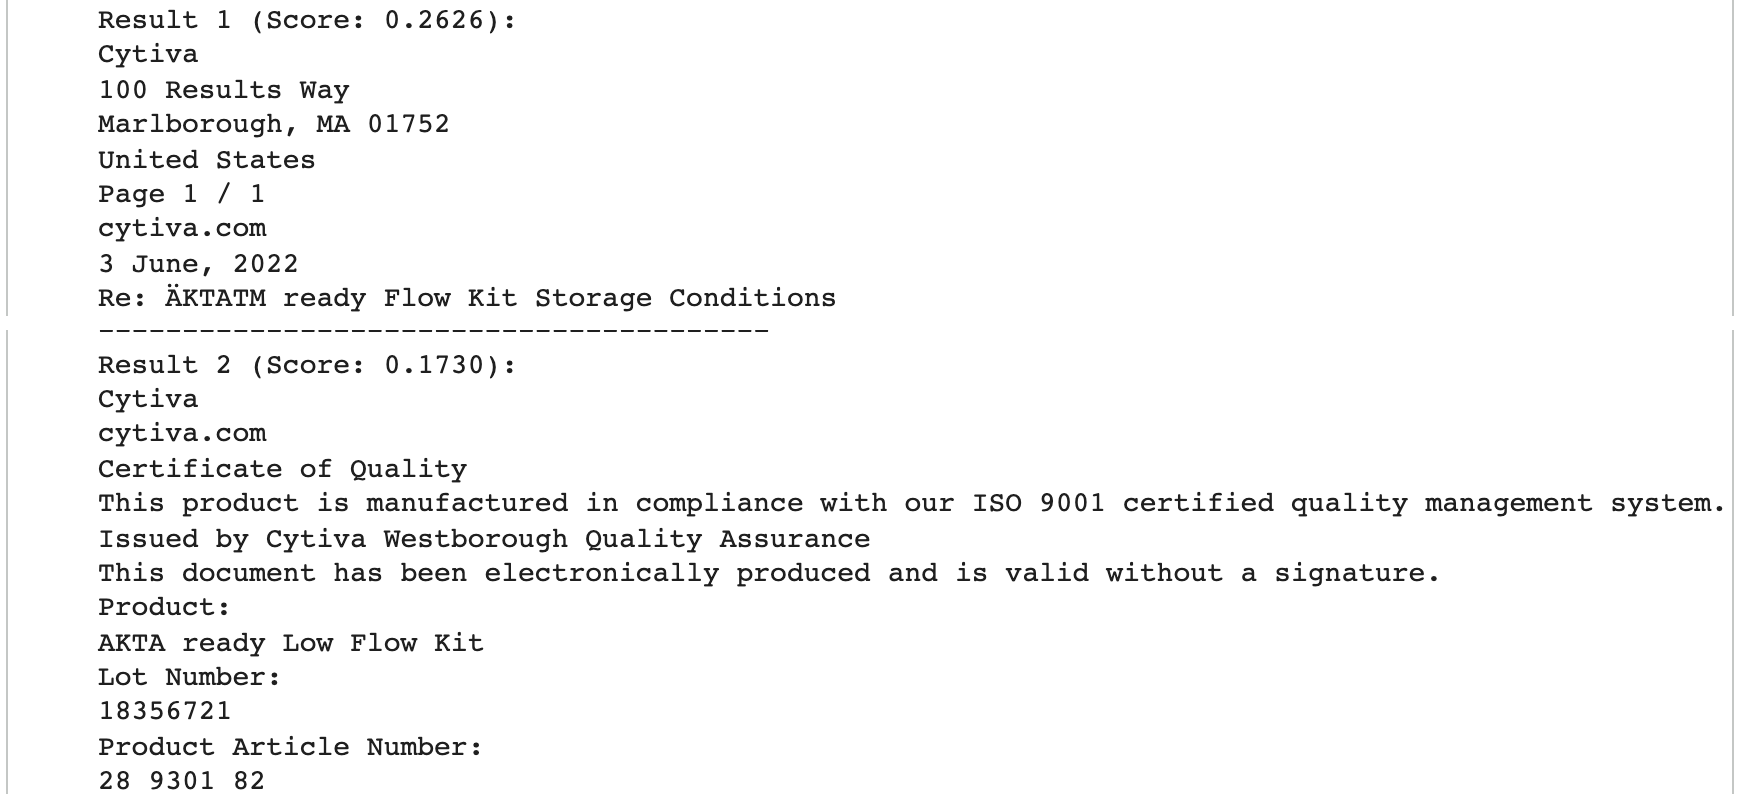 Result 1 (Score: 0.2626):
Cytiva
100 Results Way
Marlborough, MA 01752
United States
Page 1 / 1
cytiva.com
3 June, 2022
Re: ÄKTATM ready Flow Kit Storage Conditions
----------------------------------------
Result 2 (Score: 0.1730):
Cytiva
cytiva.com
Certificate of Quality
This product is manufactured in compliance with our ISO 9001 certified quality management system.
Issued by Cytiva Westborough Quality Assurance
This document has been electronically produced and is valid without a signature.
Product:
AKTA ready Low Flow Kit
Lot Number:
18356721
Product Article Number:
28 9301 82